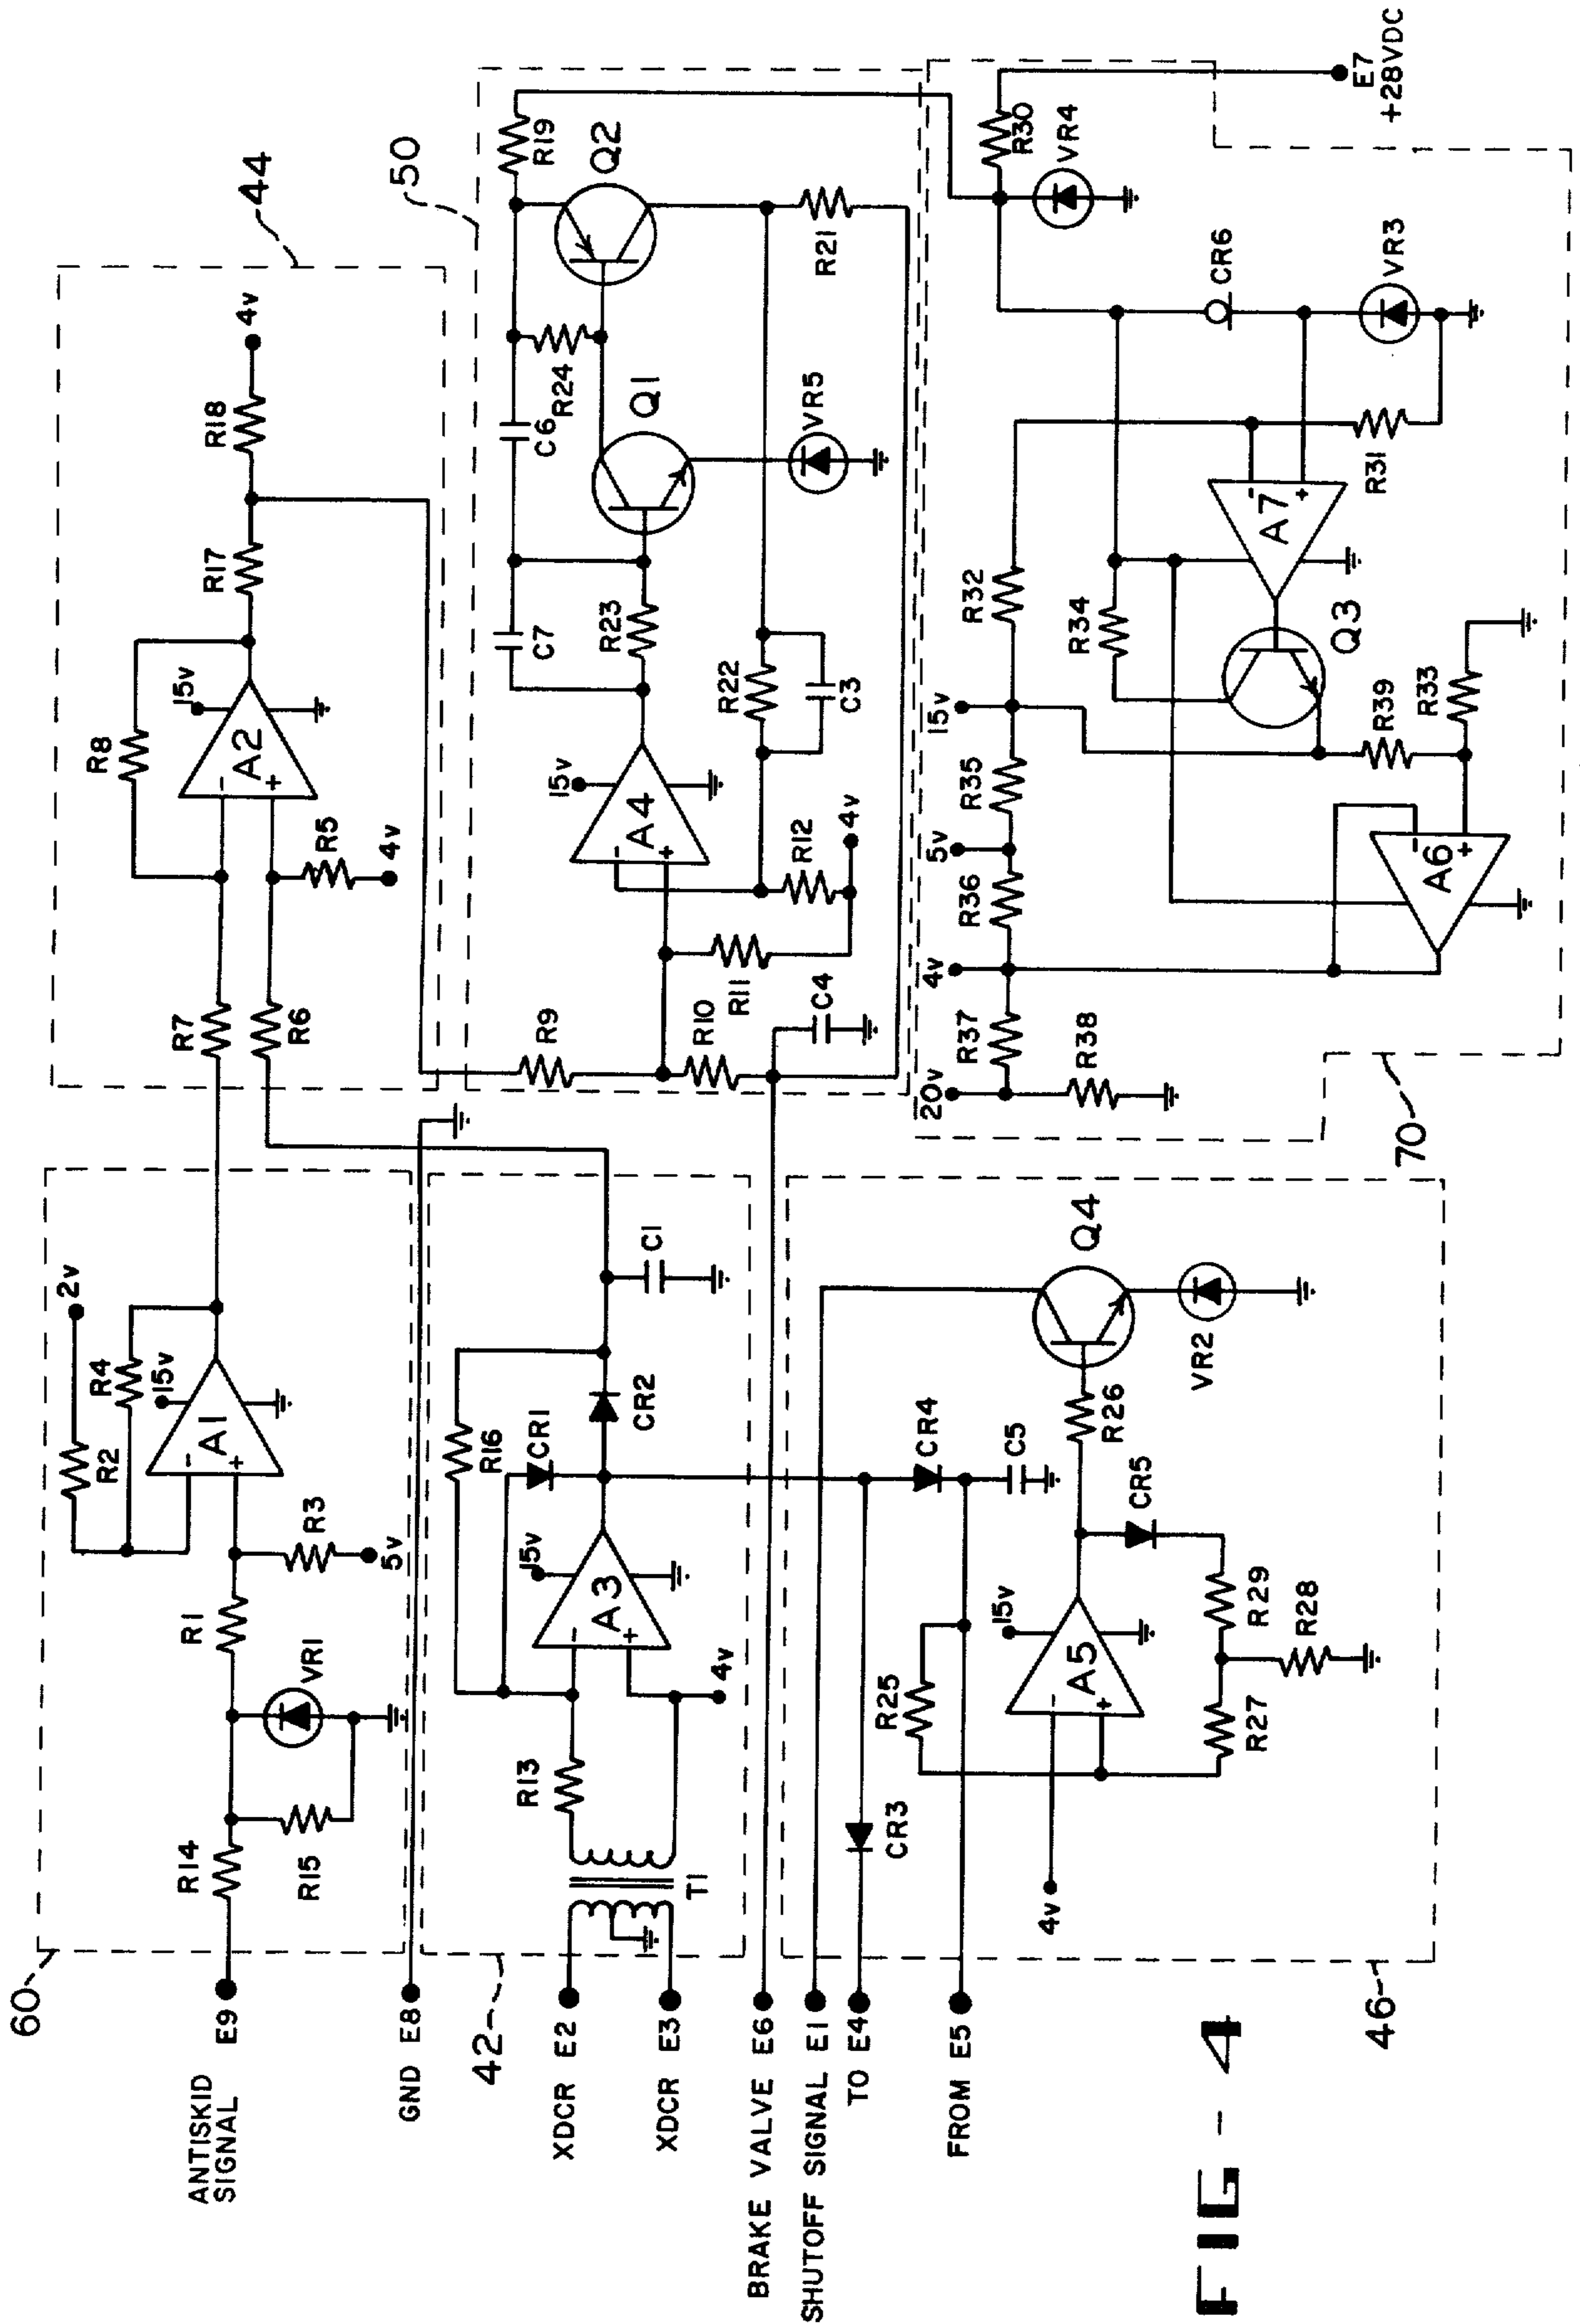 60
ANTISKID
SIGNAL
E9
R14
R15
VR1
R1
R3
5v
R2
2v
R4
15v
A1
-
+
GND E8
44
R7
R6
R8
15v
A2
-
+
R5
4v
R17
R18
4v
42
XDCR E2
XDCR E3
T1
R13
R16
CR1
15v
A3
-
+
4v
CR2
C1
50
R9
R10
R11
C4
R12
4v
15v
A4
-
+
C7
C6
R23
R22
C3
R24
Q1
VR5
Q2
R19
R21
BRAKE VALVE E6
SHUTOFF SIGNAL E1
TO E4
FROM E5
46
CR3
CR4
C5
R25
4v
15v
A5
-
+
R27
R28
R29
CR5
R26
Q4
VR2
70
20v
R37
R38
4v
R36
5v
R35
15v
R32
R34
A6
-
+
R39
R33
Q3
A7
-
+
R31
CR6
VR3
VR4
R30
E7
+28VDC
FIG-4